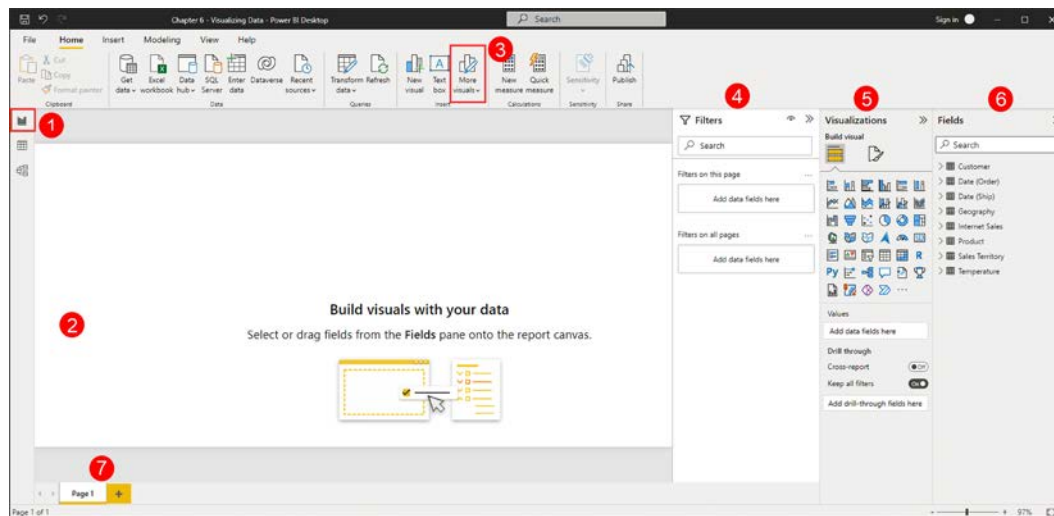 Chapter 6 - Visualizing Data - Power BI Desktop
Search
Sign in
File Home Insert Modeling View Help
Paste
Cut
Copy
Format painter
Get data
Excel workbook
Data hub
SQL Server
Enter data
Dataverse
Recent sources
Transform data
Refresh
New visual
Text box
More visuals
New measure
Quick measure
Sensitivity
Publish
Clipboard
Data
Queries
Insert
Calculations
Sensitivity
Share
1
2
3
4
5
6
7
Build visuals with your data
Select or drag fields from the Fields pane onto the report canvas.
Filters
Search
Filters on this page
Add data fields here
Filters on all pages
Add data fields here
Visualizations
Build visual
R
Py
Values
Add data fields here
Drill through
Cross-report
Off
Keep all filters
On
Add drill-through fields here
Fields
Search
Customer
Date (Order)
Date (Ship)
Geography
Internet Sales
Product
Sales Territory
Temperature
Page 1
Page 1 of 1
97%